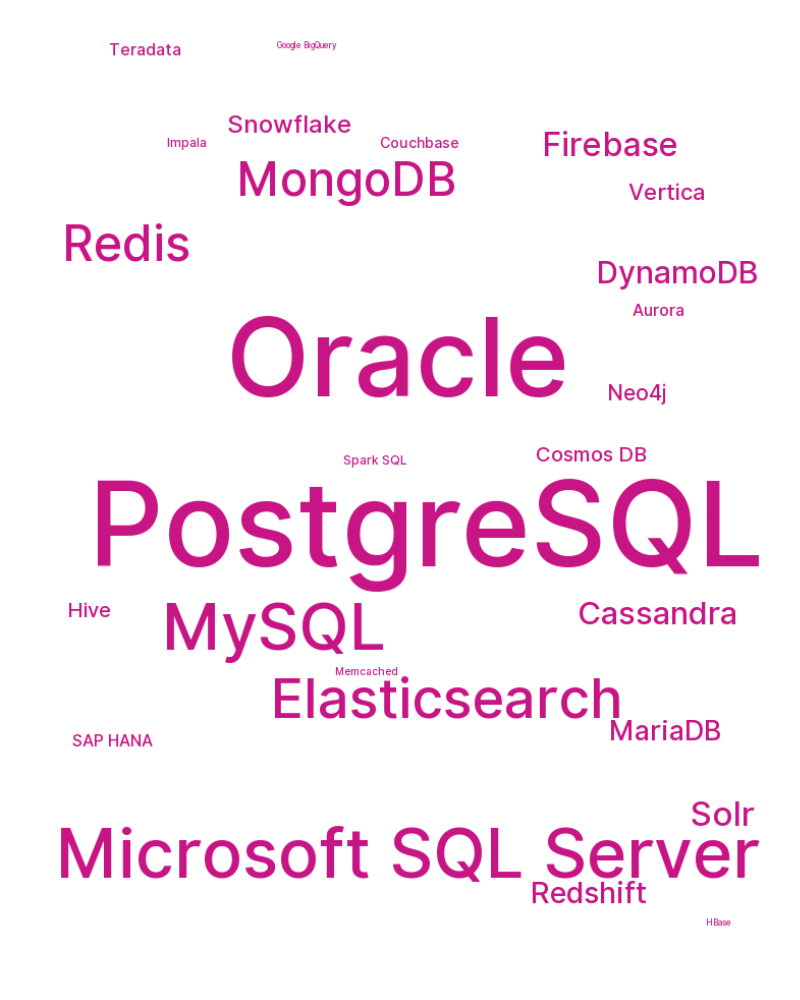 Teradata
Google BigQuery
Snowflake
Impala
Couchbase
Firebase
MongoDB
Vertica
Redis
DynamoDB
Aurora
Oracle
Neo4j
Spark SQL
Cosmos DB
PostgreSQL
Hive
MySQL
Cassandra
Memcached
Elasticsearch
MariaDB
SAP HANA
Solr
Microsoft SQL Server
Redshift
HBase